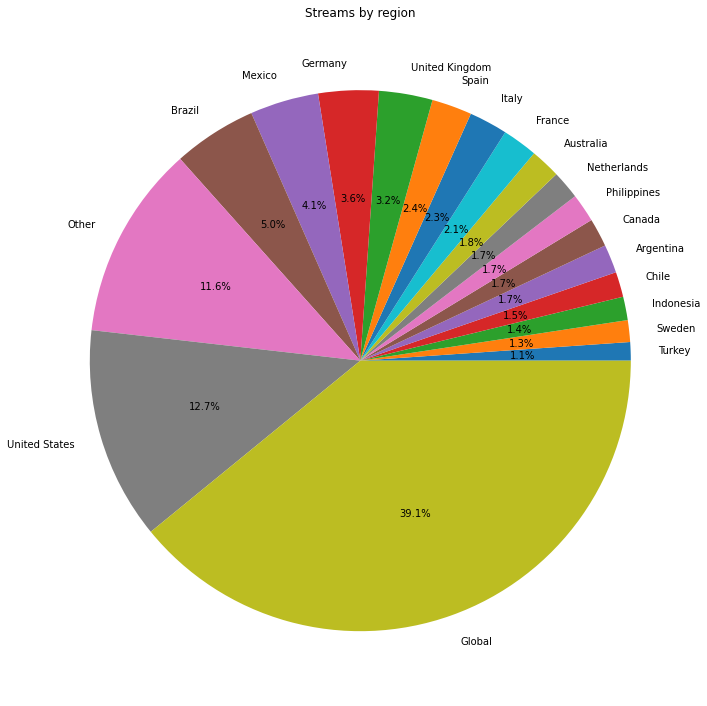 Streams by region
Germany
United Kingdom
Mexico
Spain
Italy
Brazil
France
Australia
Netherlands
Philippines
Canada
Other
Argentina
Chile
Indonesia
Sweden
Turkey
United States
Global
3.6%
3.2%
4.1%
2.4%
2.3%
5.0%
2.1%
1.8%
1.7%
1.7%
1.7%
11.6%
1.7%
1.5%
1.4%
1.3%
1.1%
12.7%
39.1%